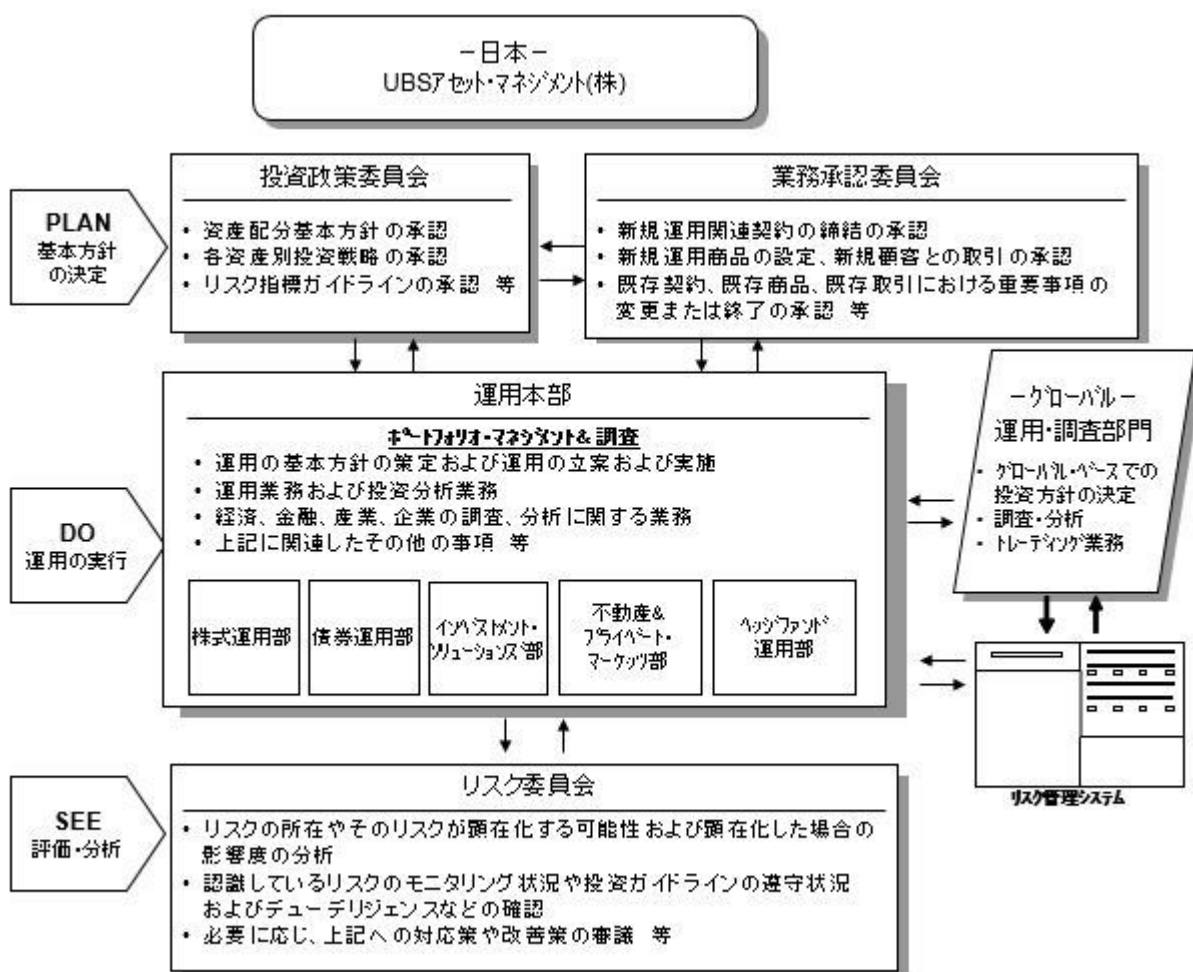 －日本－
UBSｱｾｯﾄ･ﾏﾈｼﾞﾒﾝﾄ(株)
PLAN
基本方針
の決定
投資政策委員会
• 資産配分基本方針の承認
• 各資産別投資戦略の承認
• リスク指標ガイドラインの承認 等
業務承認委員会
• 新規運用関連契約の締結の承認
• 新規運用商品の設定、新規顧客との取引の承認
• 既存契約、既存商品、既存取引における重要事項の
変更または終了の承認 等
DO
運用の実行
運用本部
ﾎﾟｰﾄﾌｫﾘｵ･ﾏﾈｼﾞﾒﾝﾄ&調査
• 運用の基本方針の策定および運用の立案および実施
• 運用業務および投資分析業務
• 経済、金融、産業、企業の調査、分析に関する業務
• 上記に関連したその他の事項 等
株式運用部
債券運用部
ｲﾝﾍﾞｽﾄﾒﾝﾄ･
ｿﾘｭｰｼｮﾝｽﾞ部
不動産&
ﾌﾟﾗｲﾍﾞｰﾄ･
ﾏｰｹｯﾂ部
ﾍｯｼﾞﾌｧﾝﾄﾞ
運用部
－ｸﾞﾛｰﾊﾞﾙ－
運用･調査部門
• ｸﾞﾛｰﾊﾞﾙ･ﾍﾞｰｽでの
投資方針の決定
• 調査･分析
• ﾄﾚｰﾃﾞｨﾝｸﾞ業務
リスク管理システム
SEE
評価･分析
リスク委員会
• リスクの所在やそのリスクが顕在化する可能性および顕在化した場合の
影響度の分析
• 認識しているリスクのモニタリング状況や投資ガイドラインの遵守状況
およびデューデリジェンスなどの確認
• 必要に応じ、上記への対応策や改善策の審議 等